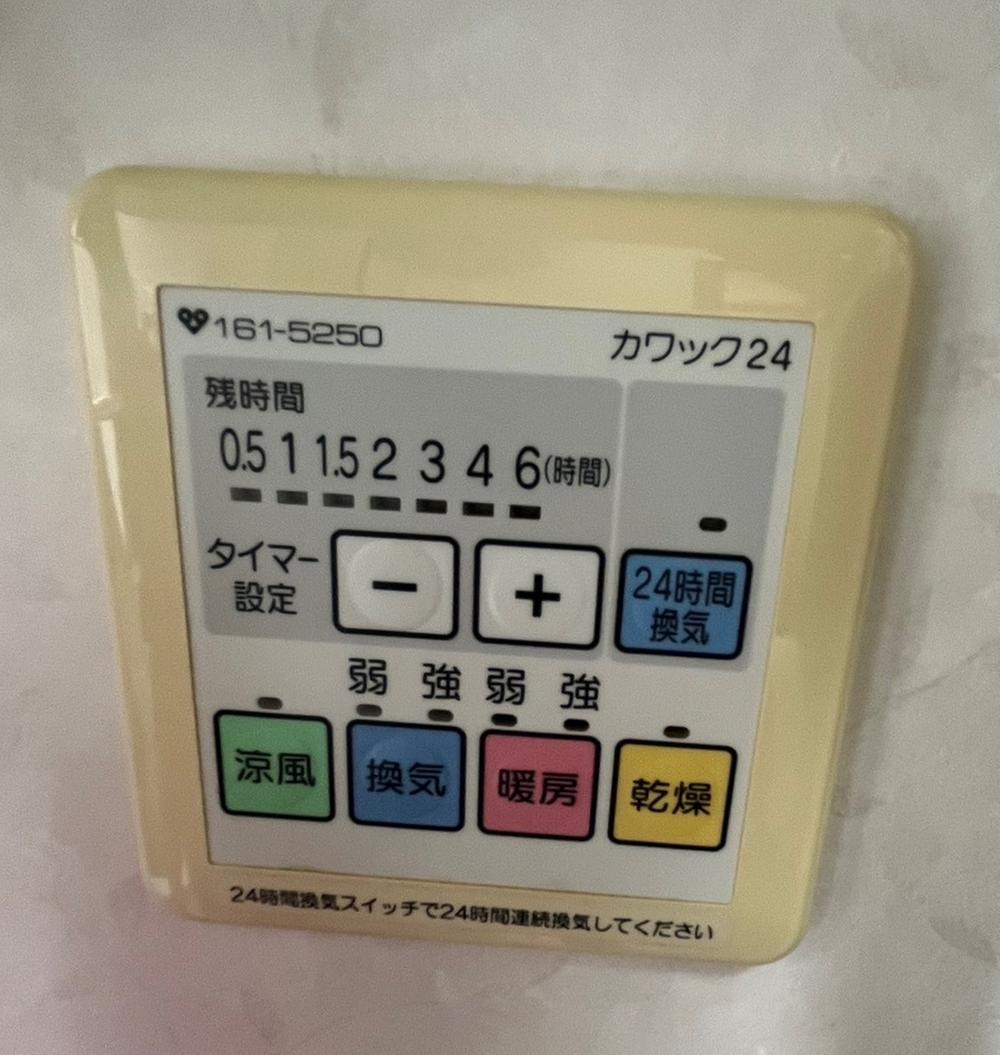 161-5250
カワック24
残時間
0.5 1 1.5 2 3 4 6(時間)
タイマー
設定
−
+
24時間
換気
弱 強 弱 強
涼風 換気 暖房 乾燥
24時間換気スイッチで24時間連続換気してください